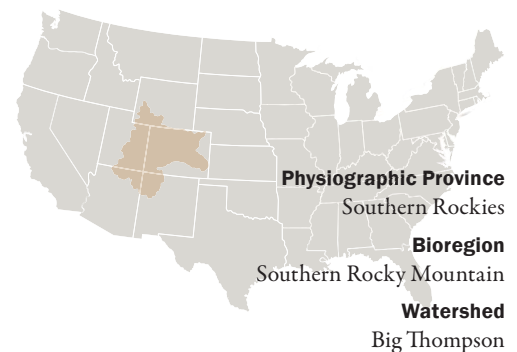 Physiographic Province
Southern Rockies
Bioregion
Southern Rocky Mountain
Watershed
Big Thompson